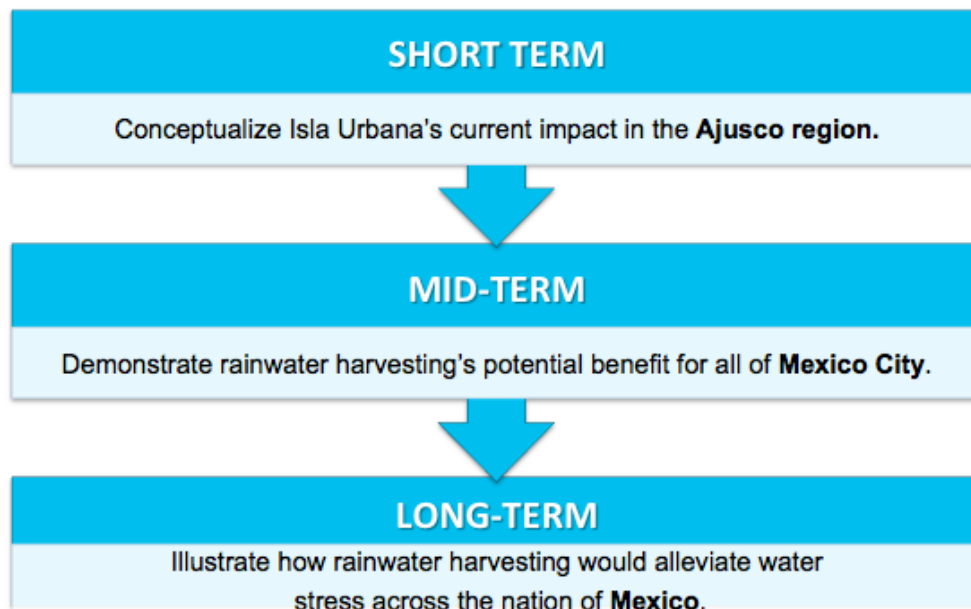 SHORT TERM
Conceptualize Isla Urbana's current impact in the Ajusco region.
MID-TERM
Demonstrate rainwater harvesting's potential benefit for all of Mexico City.
LONG-TERM
Illustrate how rainwater harvesting would alleviate water
stress across the nation of Mexico.